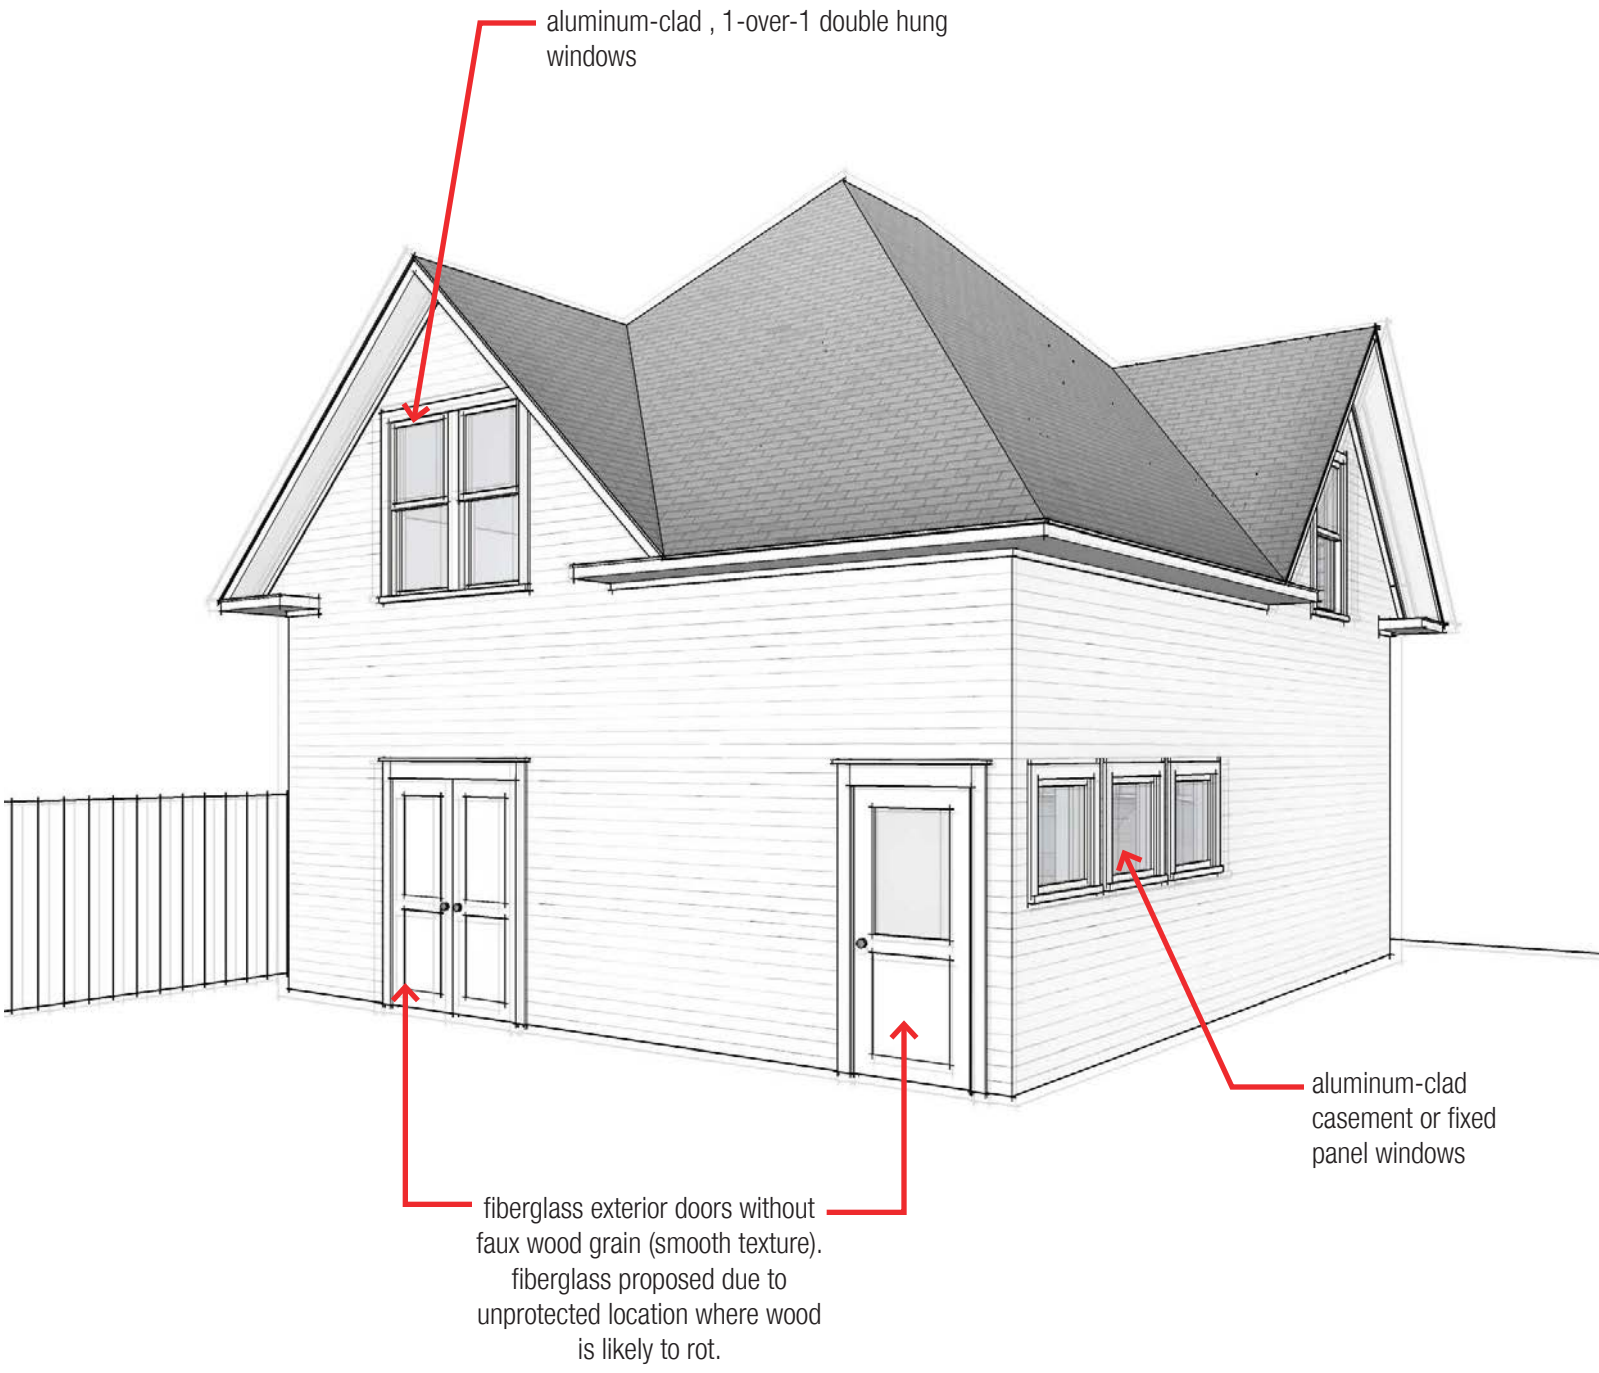 aluminum-clad , 1-over-1 double hung
windows
aluminum-clad
casement or fixed
panel windows
fiberglass exterior doors without
faux wood grain (smooth texture).
fiberglass proposed due to
unprotected location where wood
is likely to rot.